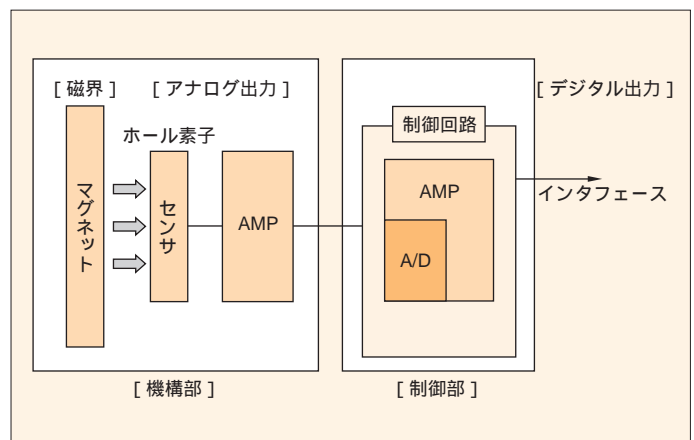 [ 磁界 ]
[ アナログ出力 ]
[ デジタル出力 ]
制御回路
ホール素子
マグネット
センサ
AMP
AMP
A/D
インタフェース
[ 機構部 ]
[ 制御部 ]